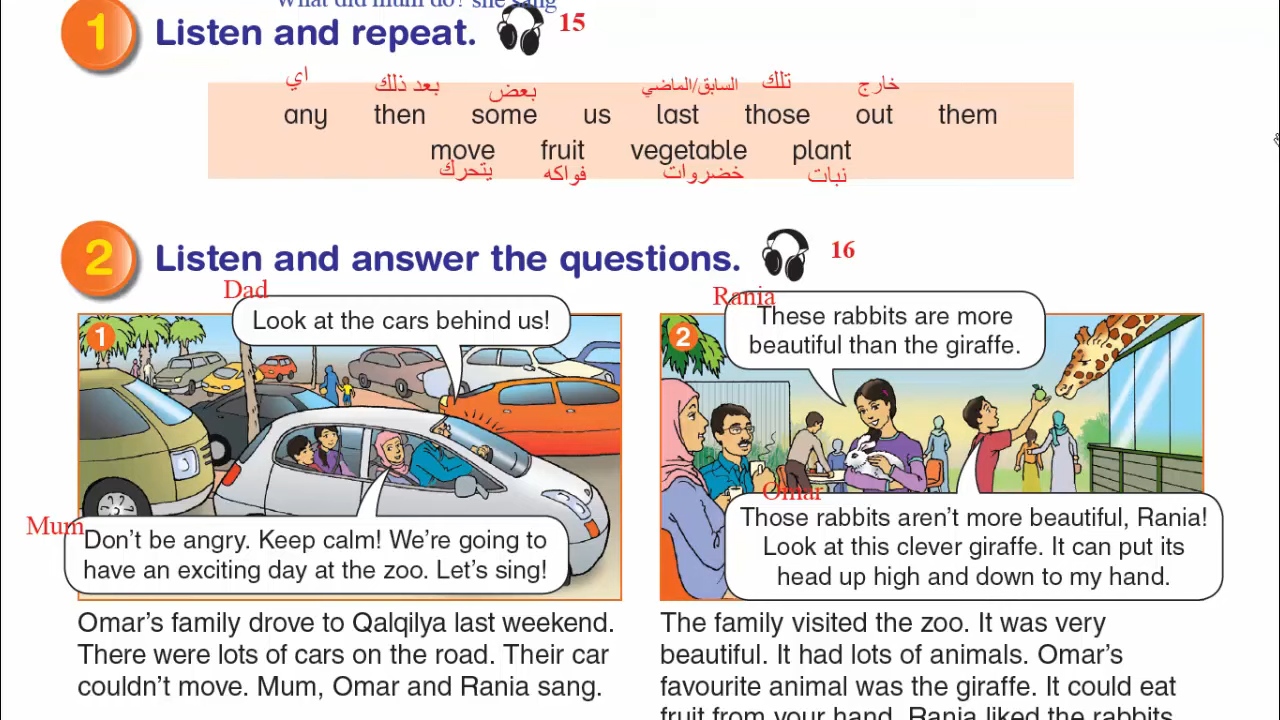 What did mum do? she sang
1 Listen and repeat. 15
اي بعد ذلك بعض السابق/الماضي تلك خارج
any then some us last those out them
move fruit vegetable plant
يتحرك فواكه خضروات نبات
2 Listen and answer the questions. 16
Dad
Look at the cars behind us!
1
Mum
Don't be angry. Keep calm! We're going to
have an exciting day at the zoo. Let's sing!
Omar's family drove to Qalqilya last weekend.
There were lots of cars on the road. Their car
couldn't move. Mum, Omar and Rania sang.
Rania
These rabbits are more
beautiful than the giraffe.
2
Omar
Those rabbits aren't more beautiful, Rania!
Look at this clever giraffe. It can put its
head up high and down to my hand.
The family visited the zoo. It was very
beautiful. It had lots of animals. Omar's
favourite animal was the giraffe. It could eat
fruit from your hand. Rania liked the rabbits